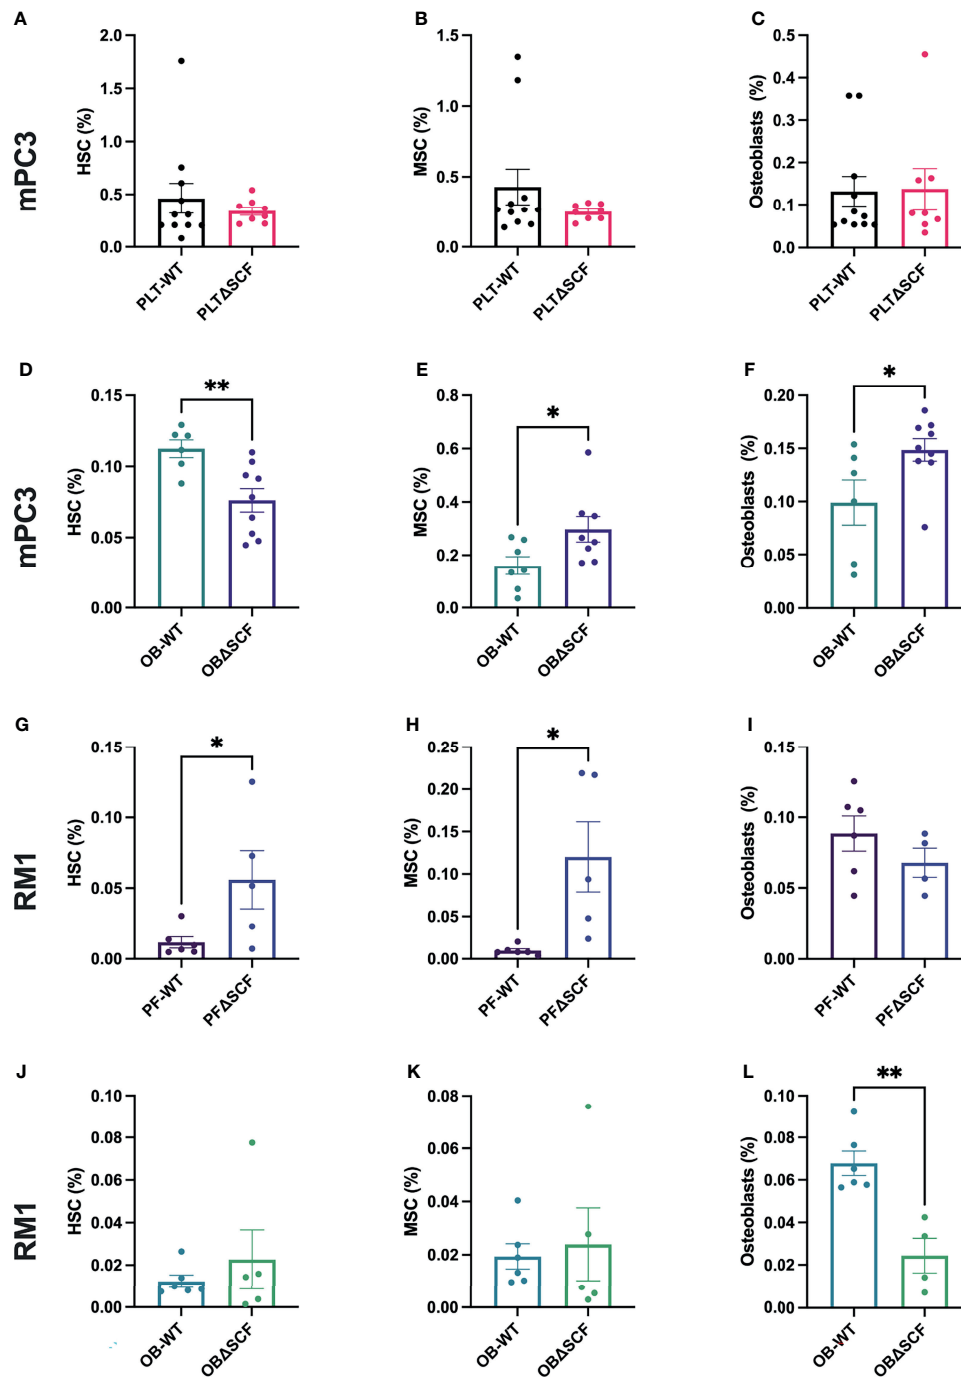 A
B
C
mPC3
HSC (%)
2.0
1.5
1.0
0.5
0.0
PLT-WT
PLTΔSCF
MSC (%)
1.5
1.0
0.5
0.0
PLT-WT
PLTΔSCF
Osteoblasts (%)
0.5
0.4
0.3
0.2
0.1
0.0
PLT-WT
PLTΔSCF
D
E
F
mPC3
HSC (%)
0.15
0.10
0.05
0.00
**
OB-WT
OBΔSCF
MSC (%)
0.8
0.6
0.4
0.2
0.0
*
OB-WT
OBΔSCF
Osteoblasts (%)
0.20
0.15
0.10
0.05
0.00
*
OB-WT
OBΔSCF
G
H
I
RM1
HSC (%)
0.15
0.10
0.05
0.00
*
PF-WT
PFΔSCF
MSC (%)
0.25
0.20
0.15
0.10
0.05
0.00
*
PF-WT
PFΔSCF
Osteoblasts (%)
0.15
0.10
0.05
0.00
PF-WT
PFΔSCF
J
K
L
RM1
HSC (%)
0.10
0.08
0.06
0.04
0.02
0.00
OB-WT
OBΔSCF
MSC (%)
0.08
0.06
0.04
0.02
0.00
OB-WT
OBΔSCF
Osteoblasts (%)
0.10
0.08
0.06
0.04
0.02
0.00
**
OB-WT
OBΔSCF